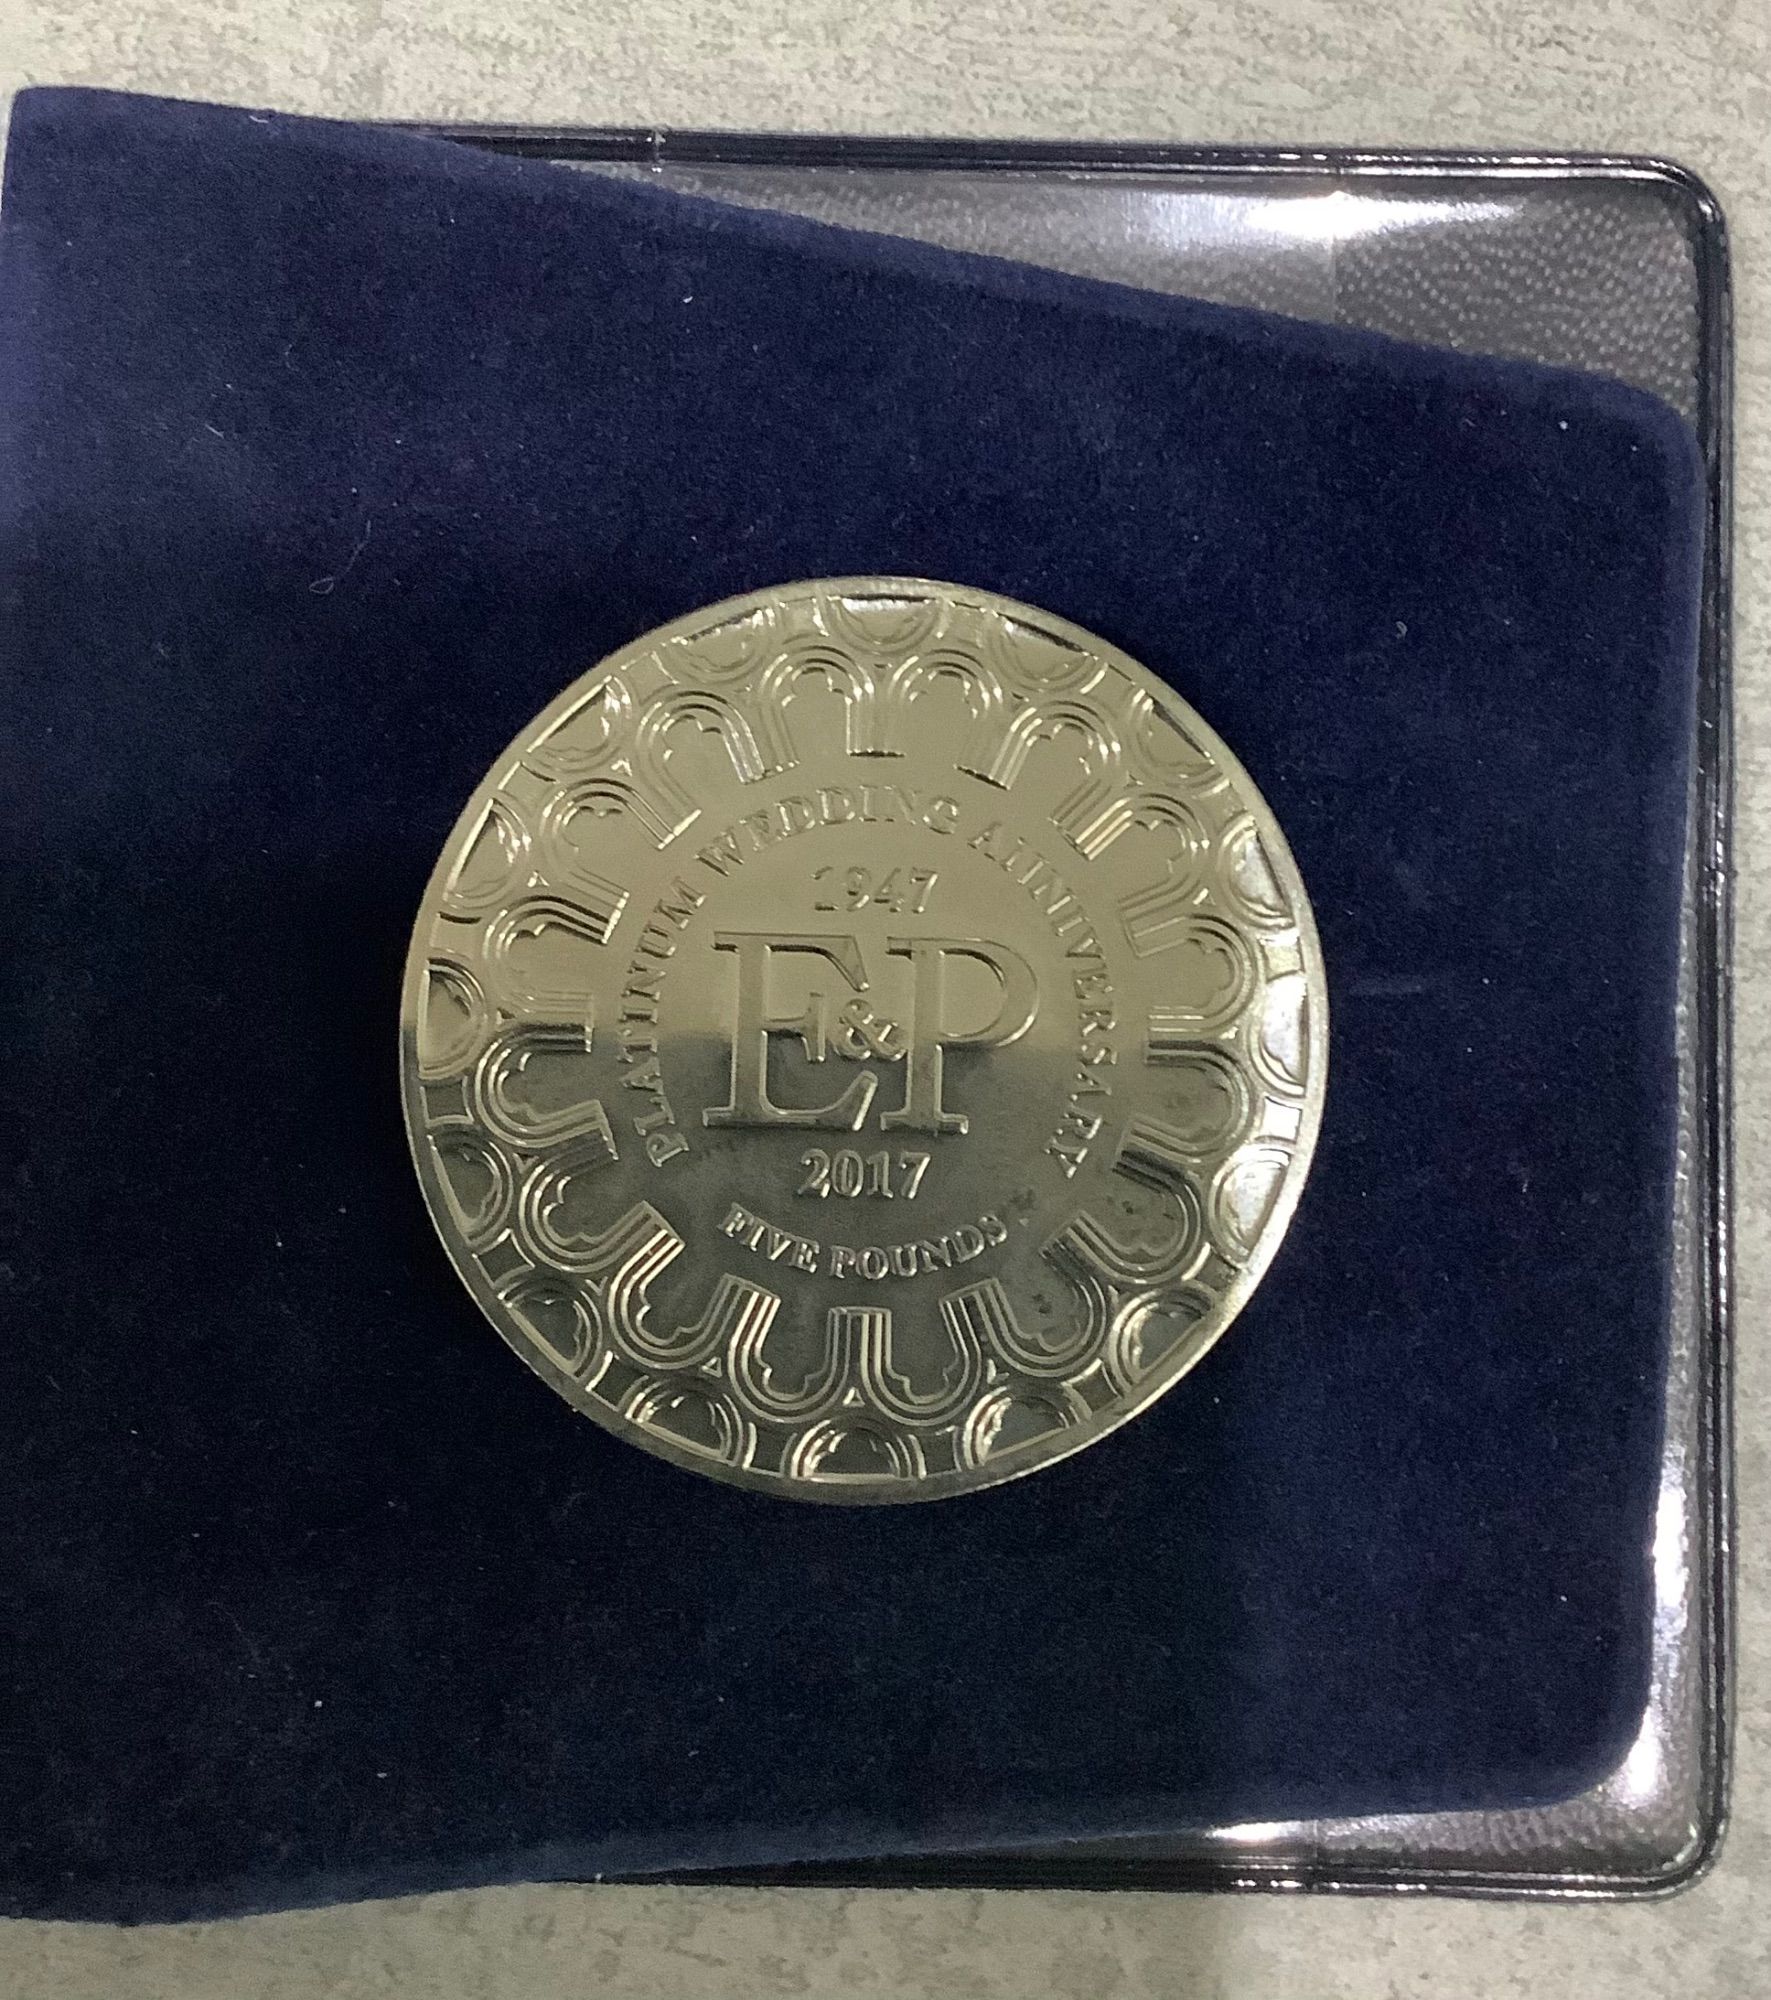 PLATINUM WEDDING ANNIVERSARY
1947
E&P
2017
FIVE POUNDS